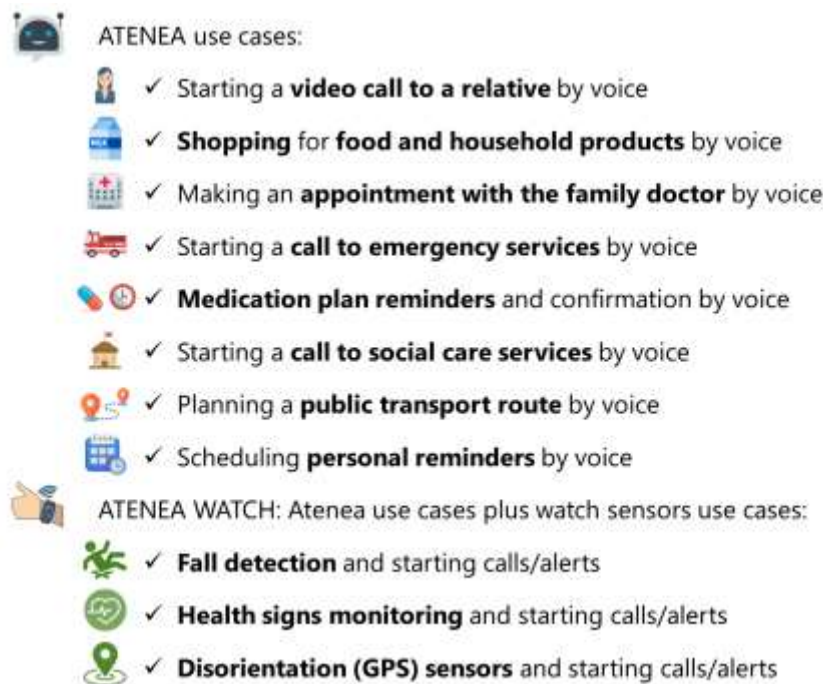 ATENEA use cases:
✓ Starting a video call to a relative by voice
✓ Shopping for food and household products by voice
✓ Making an appointment with the family doctor by voice
✓ Starting a call to emergency services by voice
✓ Medication plan reminders and confirmation by voice
✓ Starting a call to social care services by voice
✓ Planning a public transport route by voice
✓ Scheduling personal reminders by voice
ATENEA WATCH: Atenea use cases plus watch sensors use cases:
✓ Fall detection and starting calls/alerts
✓ Health signs monitoring and starting calls/alerts
✓ Disorientation (GPS) sensors and starting calls/alerts